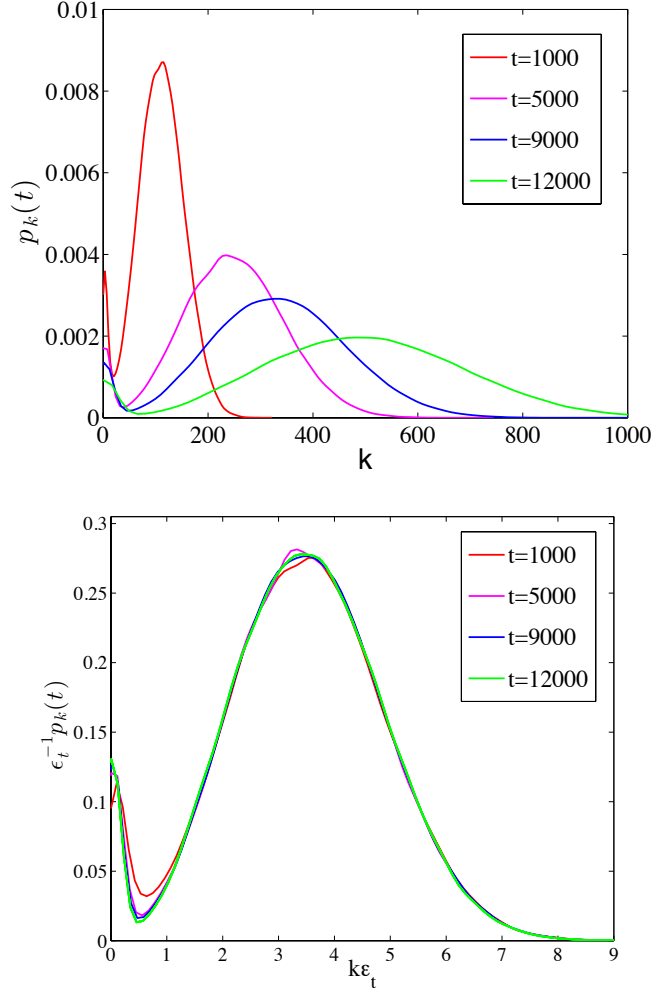 0.01
0.008
0.006
0.004
0.002
0
p_k(t)
t=1000
t=5000
t=9000
t=12000
0 200 400 600 800 1000
k
0.3
0.25
0.2
0.15
0.1
0.05
0
ϵ_t^{-1} p_k(t)
t=1000
t=5000
t=9000
t=12000
0 1 2 3 4 5 6 7 8 9
kε_t